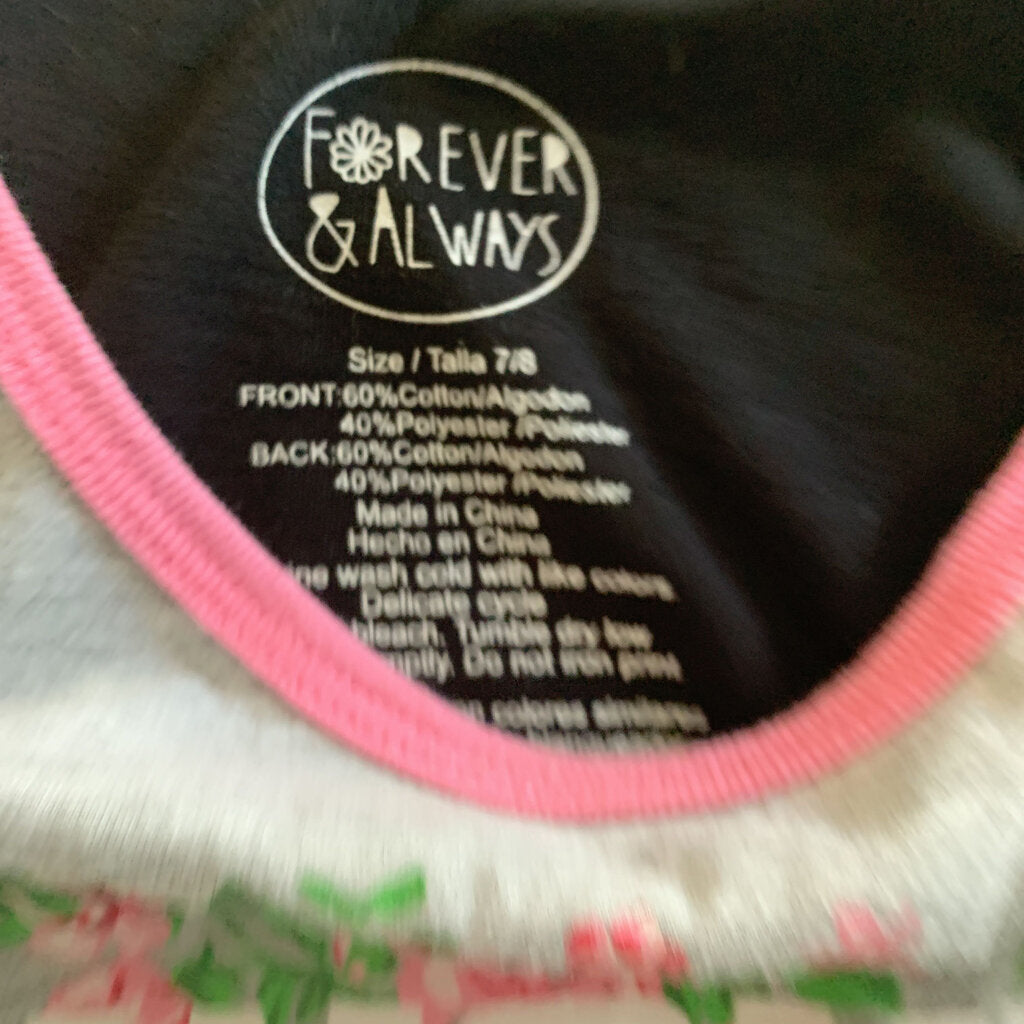 FOREVER
& ALWAYS
Size / Talla 7/8
FRONT:60%Cotton/Algodon
40%Polyester /Poliester
BACK:60%Cotton/Algodon
40%Polyester /Poliester
Made in China
Hecho en China
wash cold with like colors
Delicate cycle
bleach. Tumble dry low
Do not iron print
colores similares